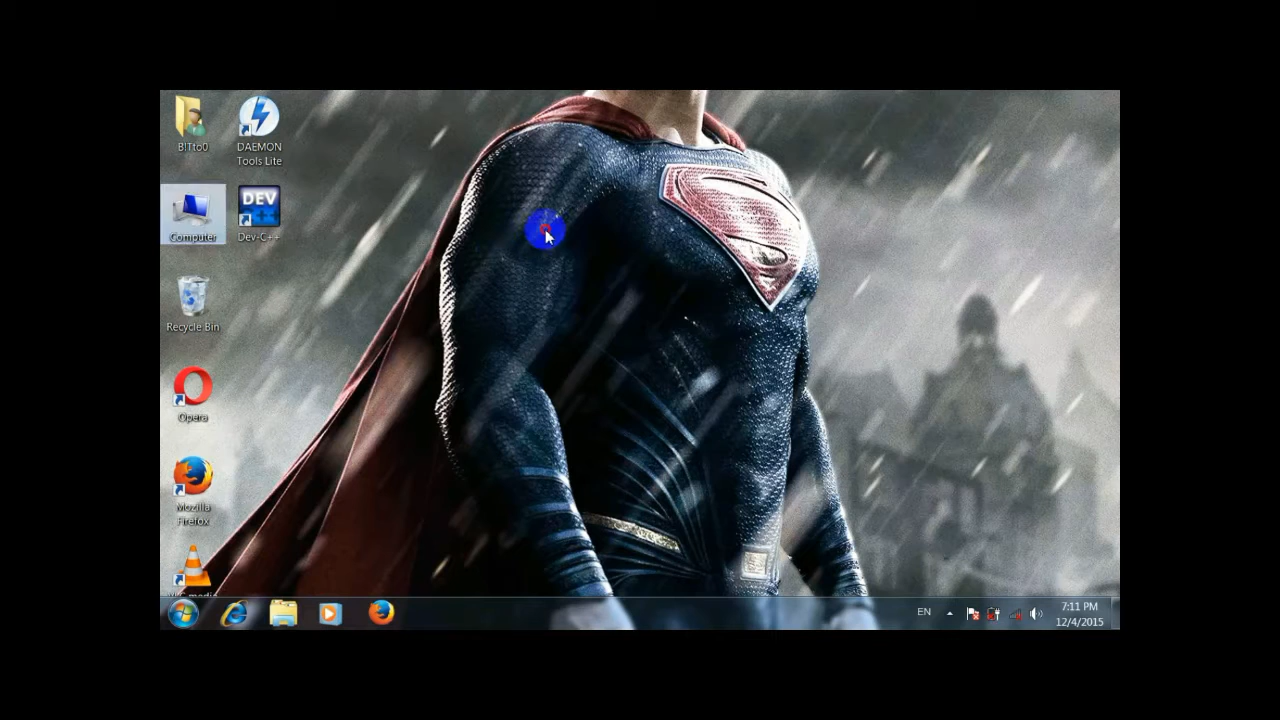 B!Tto0
DAEMON
Tools Lite
Computer
DEV
Dev-C++
Recycle Bin
Opera
Mozilla
Firefox
EN
7:11 PM
12/4/2015